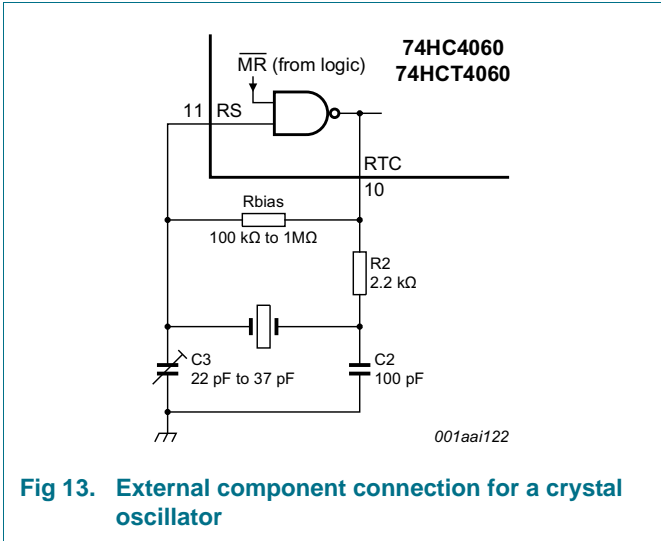 74HC4060
74HCT4060
MR (from logic)
11 RS
RTC
10
Rbias
100 kΩ to 1MΩ
R2
2.2 kΩ
C3
22 pF to 37 pF
C2
100 pF
001aai122
Fig 13. External component connection for a crystal
oscillator